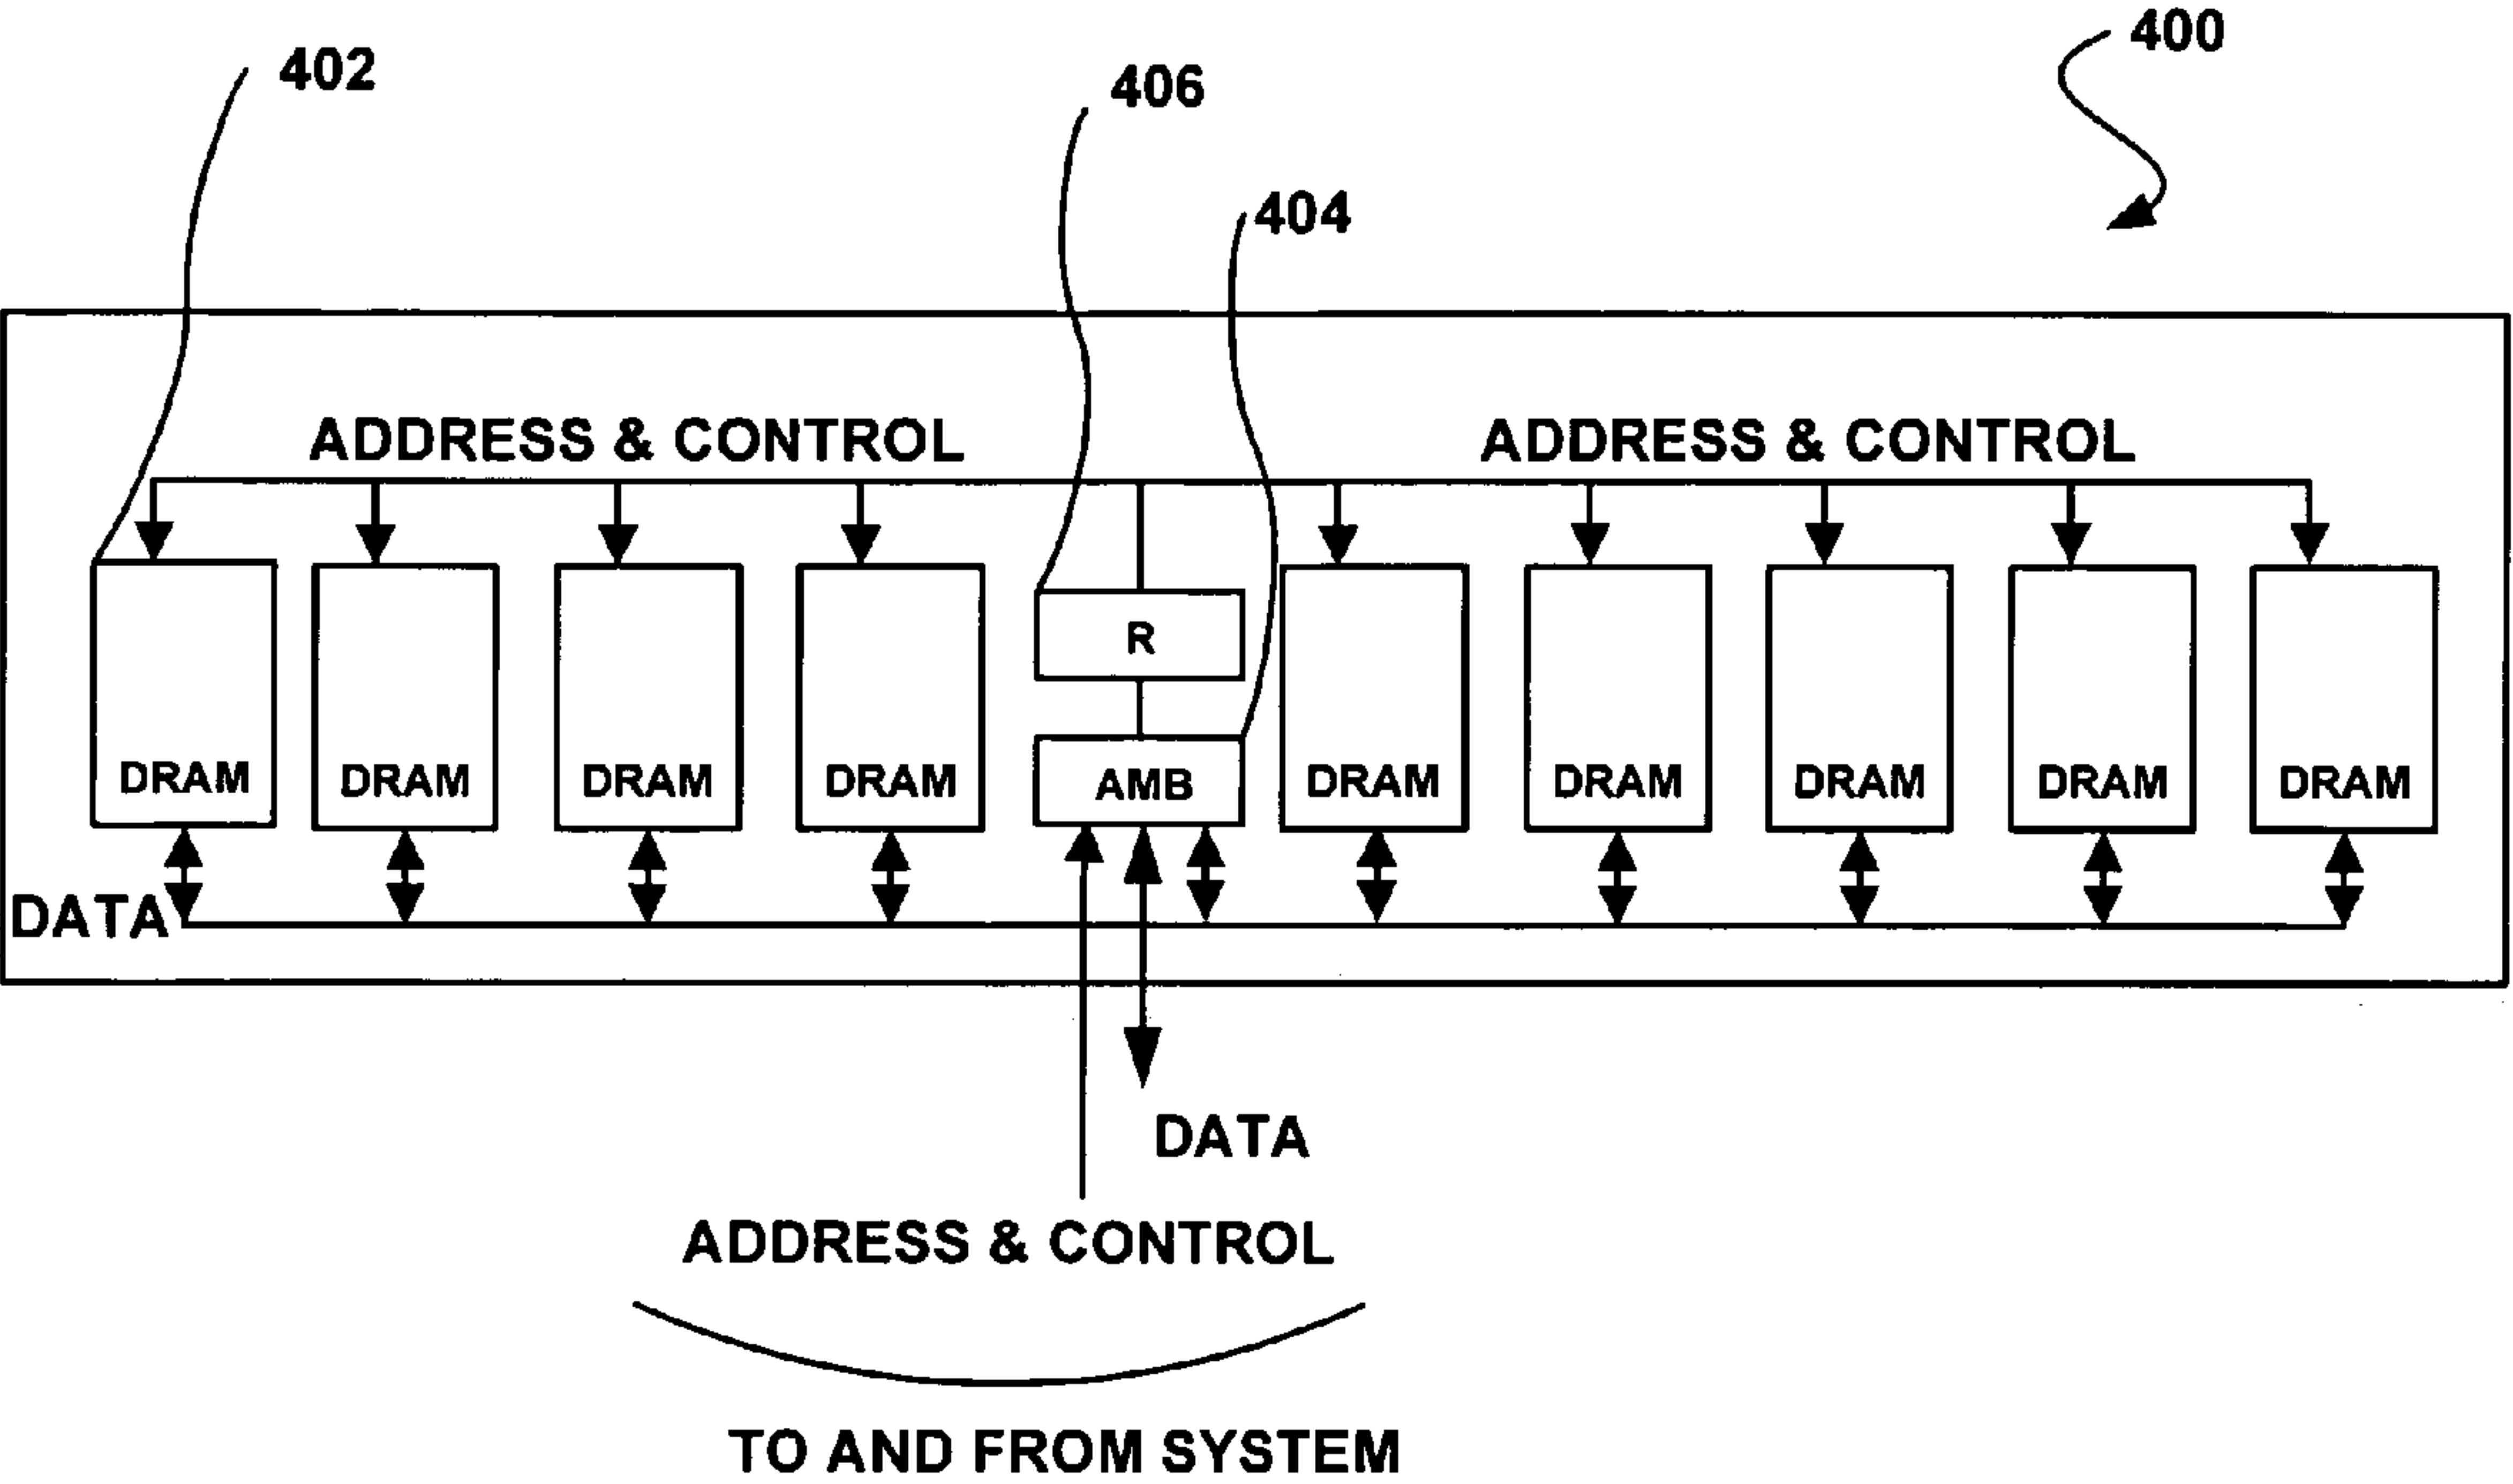 400
402
406
404
ADDRESS & CONTROL ADDRESS & CONTROL
R
DRAM DRAM DRAM DRAM AMB DRAM DRAM DRAM DRAM DRAM
DATA
DATA
ADDRESS & CONTROL
TO AND FROM SYSTEM